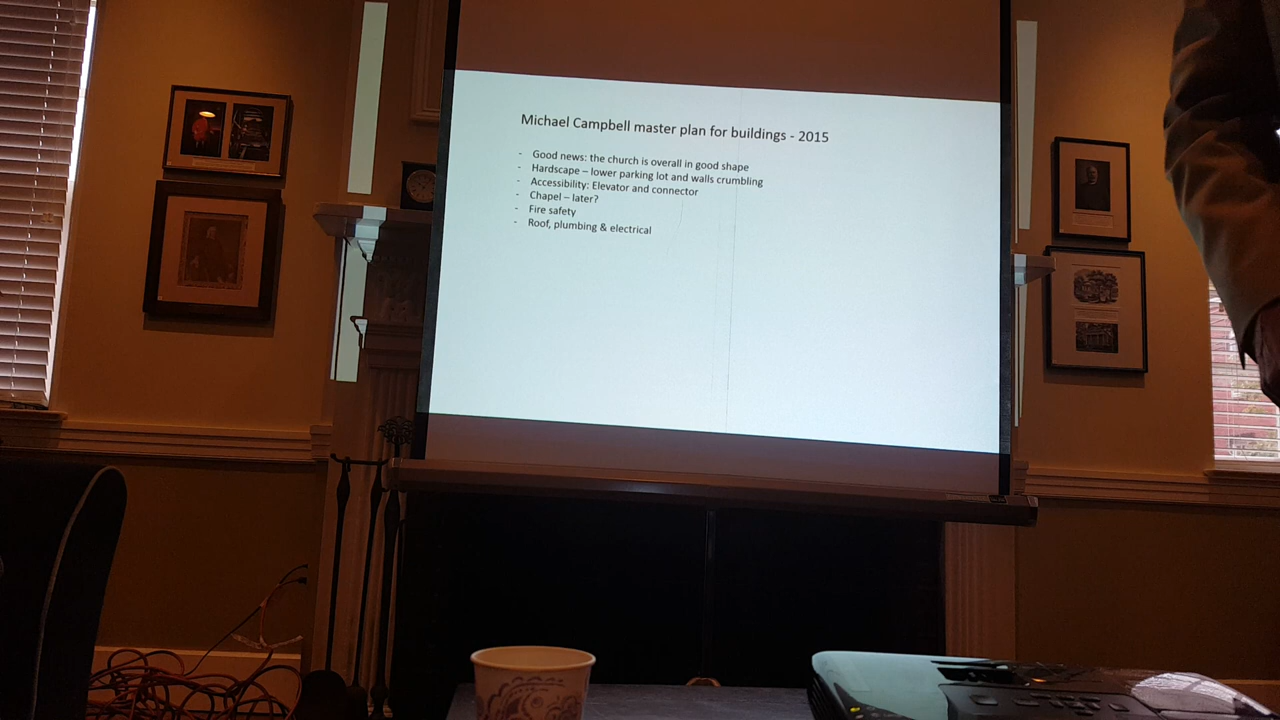 Michael Campbell master plan for buildings - 2015
- Good news: the church is overall in good shape
- Hardscape – lower parking lot and walls crumbling
- Accessibility: Elevator and connector
- Chapel – later?
- Fire safety
- Roof, plumbing & electrical